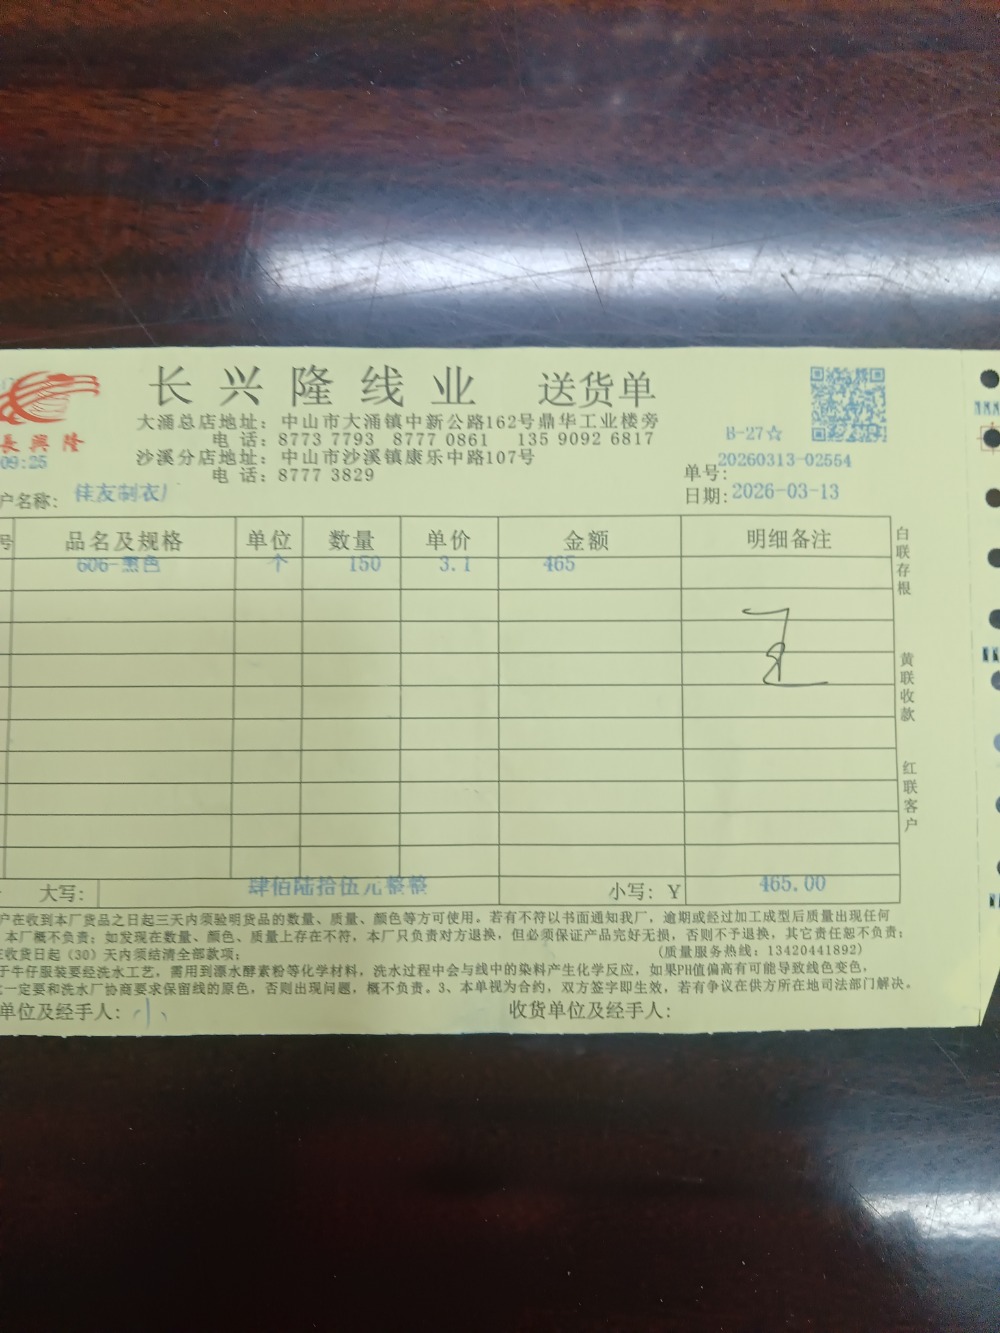 长兴隆线业 送货单
大涌总店地址：中山市大涌镇中新公路162号鼎华工业楼旁
电 话：8773 7793 8777 0861 135 9092 6817
沙溪分店地址：中山市沙溪镇康乐中路107号
电 话：8777 3829
長興隆
09:25
B-27☆
单号：20260313-02554
日期：2026-03-13
户名称：佳友制衣厂
号 品名及规格 单位 数量 单价 金额 明细备注
606-黑色 个 150 3.1 465
白联存根
黄联收款
红联客户
大写：肆佰陆拾伍元整整 小写：￥ 465.00
户在收到本厂货品之日起三天内须验明货品的数量、质量、颜色等方可使用。若有不符以书面通知我厂，逾期或经过加工成型后质量出现任何
本厂概不负责；如发现在数量、颜色、质量上存在不符，本厂只负责对方退换，但必须保证产品完好无损，否则不予退换，其它责任恕不负责；
收货日起（30）天内须结清全部款项； （质量服务热线：13420441892）
于牛仔服装要经洗水工艺，需用到漂水酵素粉等化学材料，洗水过程中会与线中的染料产生化学反应，如果PH值偏高有可能导致线色变色，
一定要和洗水厂协商要求保留线的原色，否则出现问题，概不负责。3、本单视为合约，双方签字即生效，若有争议在供方所在地司法部门解决。
单位及经手人：小 收货单位及经手人：